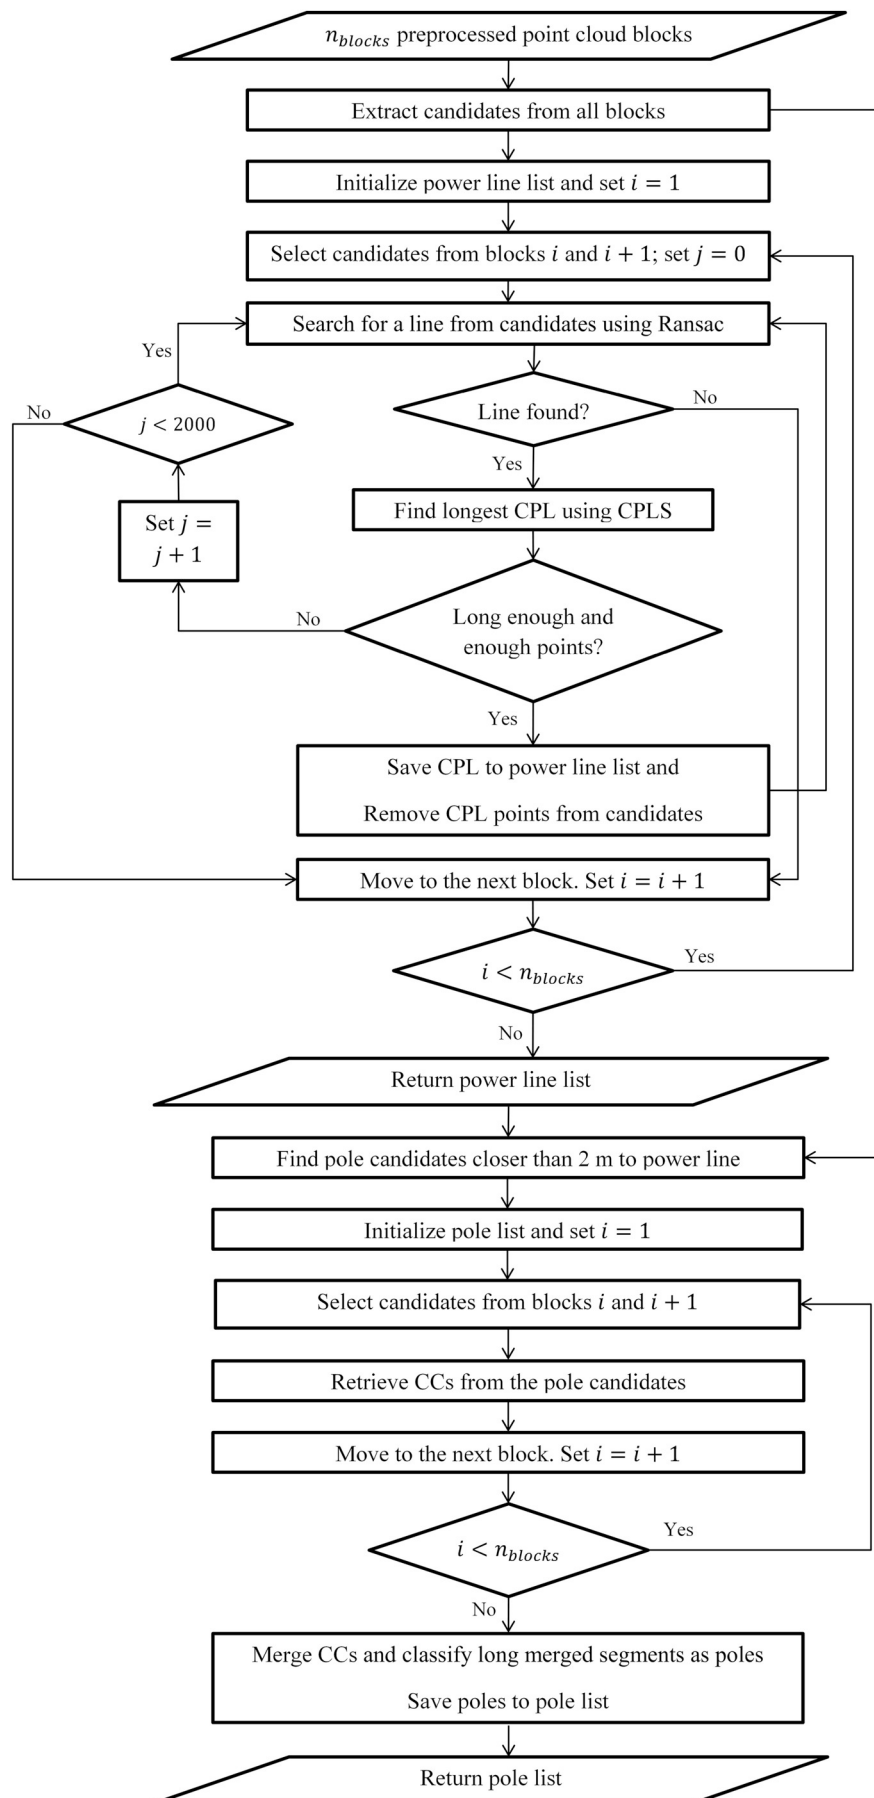 n_blocks preprocessed point cloud blocks
Extract candidates from all blocks
Initialize power line list and set i = 1
Select candidates from blocks i and i + 1; set j = 0
Search for a line from candidates using Ransac
Yes
No
j < 2000
Line found?
No
Yes
Set j =
j + 1
Find longest CPL using CPLS
No
Long enough and
enough points?
Yes
Save CPL to power line list and
Remove CPL points from candidates
Move to the next block. Set i = i + 1
i < n_blocks
Yes
No
Return power line list
Find pole candidates closer than 2 m to power line
Initialize pole list and set i = 1
Select candidates from blocks i and i + 1
Retrieve CCs from the pole candidates
Move to the next block. Set i = i + 1
i < n_blocks
Yes
No
Merge CCs and classify long merged segments as poles
Save poles to pole list
Return pole list